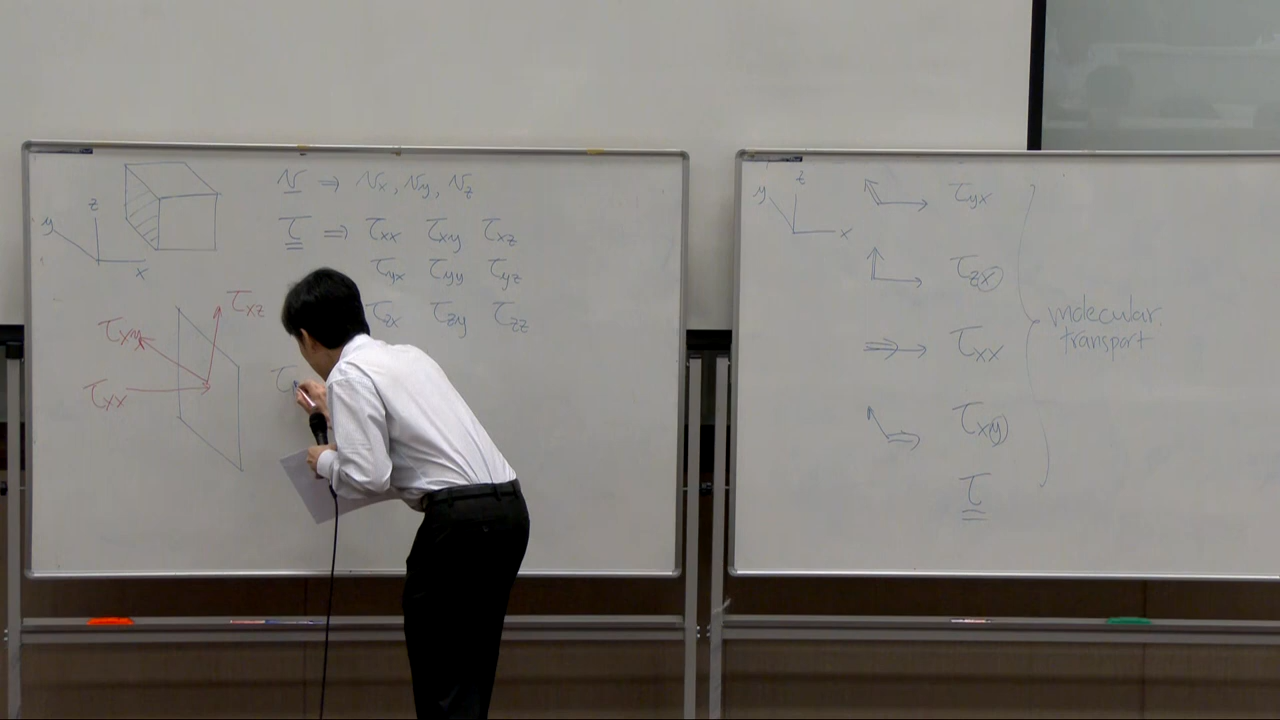 v ⇒ vx, vy, vz
τ ⇒ τxx τxy τxz
τyx τyy τyz
τzx τzy τzz
z
y
x
τxz
τxy
τxx
τ
z
y
x
τyx
τzx
τxx
τxy
τ
molecular
transport